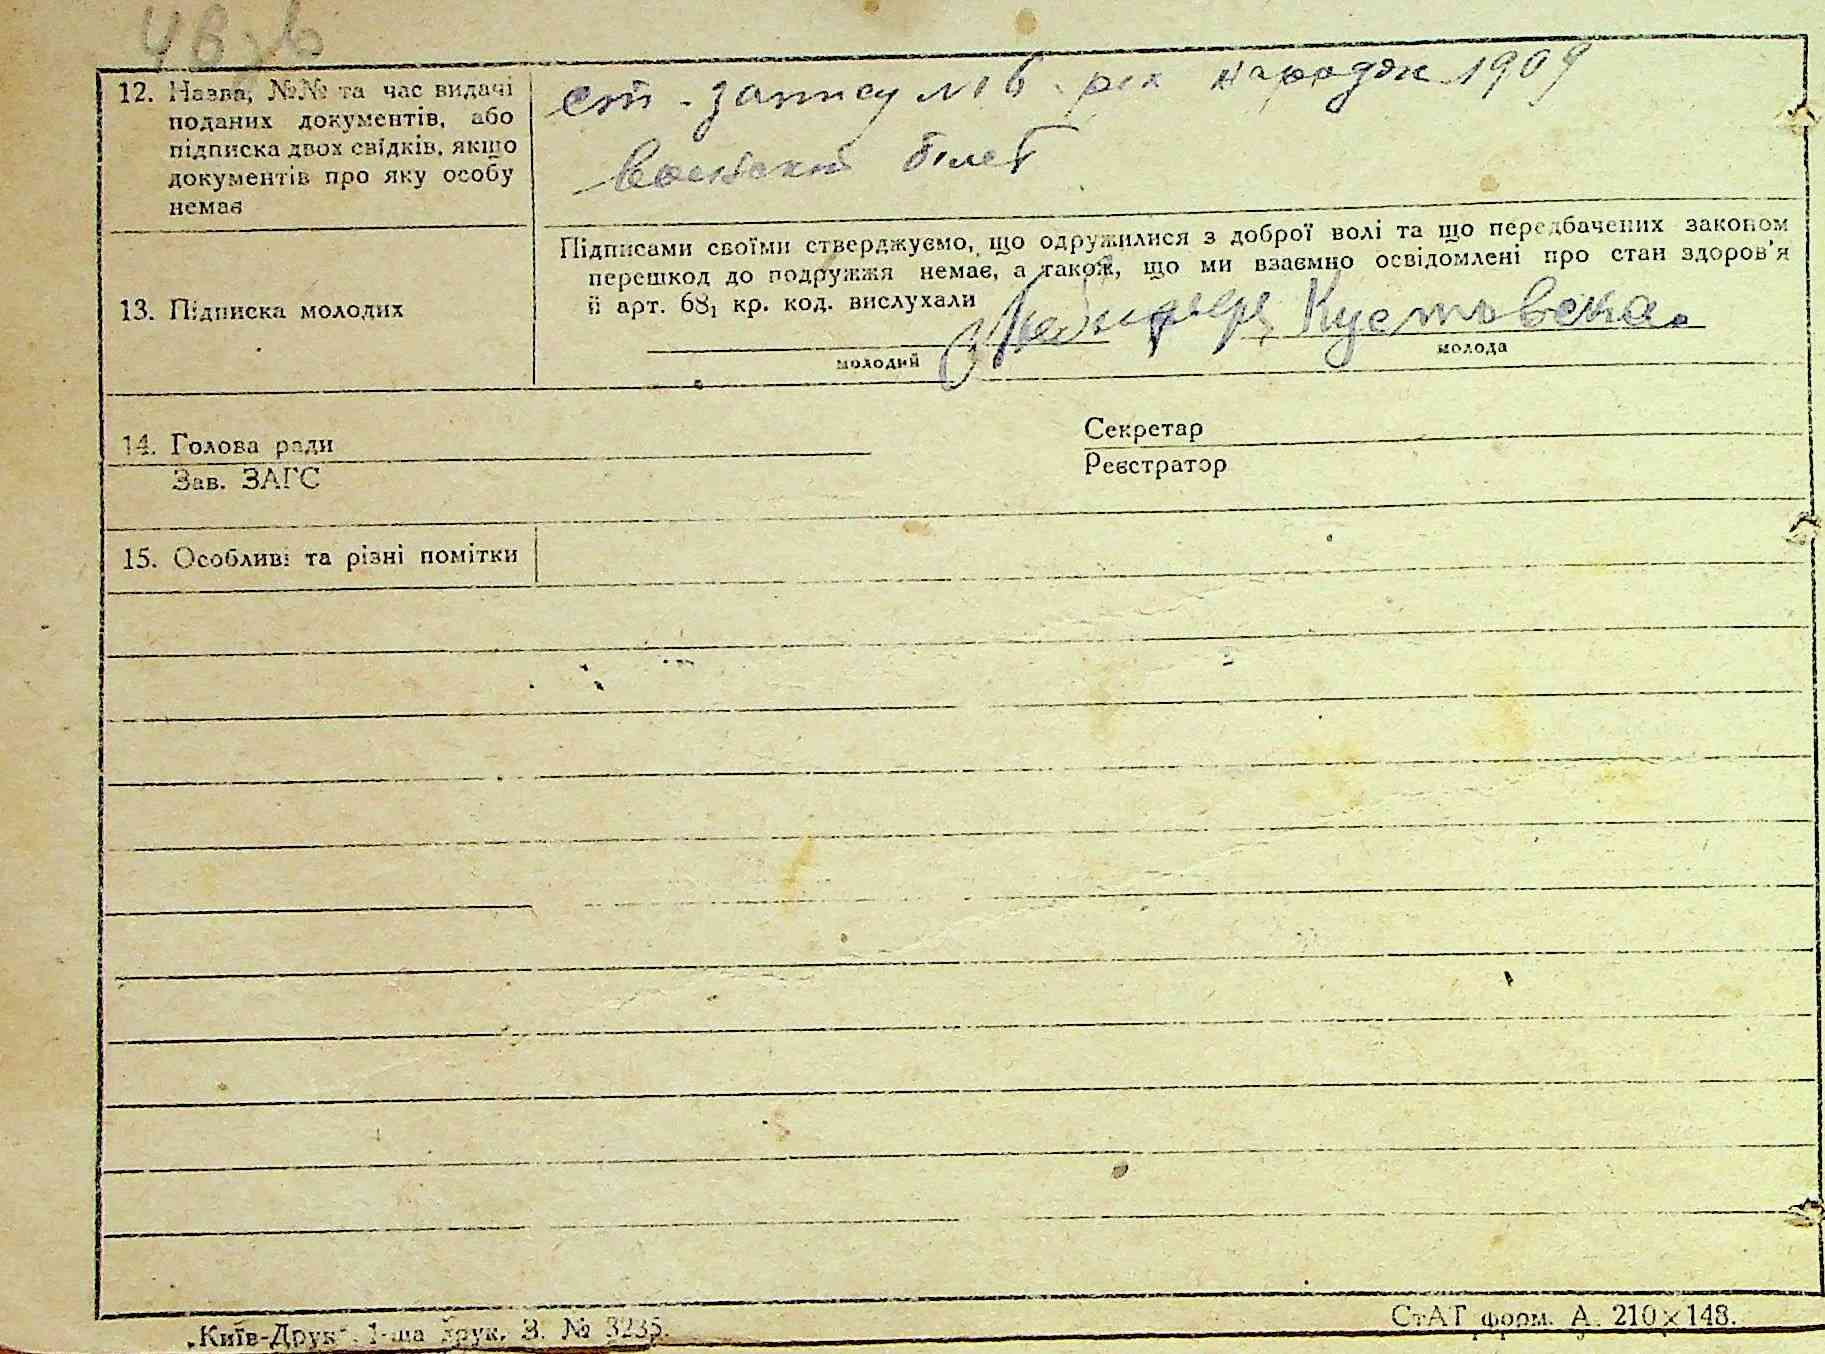 12. Назва, №№ та час видачі
поданих документів, або
підписка двох свідків, якщо
документів про яку особу
немає
ст - запису № 6 рік народж 1909
воєнский білет
13. Підписка молодих
Підписами своїми стверджуємо, що одружилися з доброї волі та що передбачених законом
перешкод до подружжя немає, а також, що ми взаємно освідомлені про стан здоров'я
й арт. 68₁ кр. код. вислухали
Кустовска.
молодий
молода
14. Голова ради
Секретар
Зав. ЗАГС
Реєстратор
15. Особливі та різні помітки
„Київ-Друк“. 1-ша друк. З. № 3235.
СтАТ форм. А. 210×148.